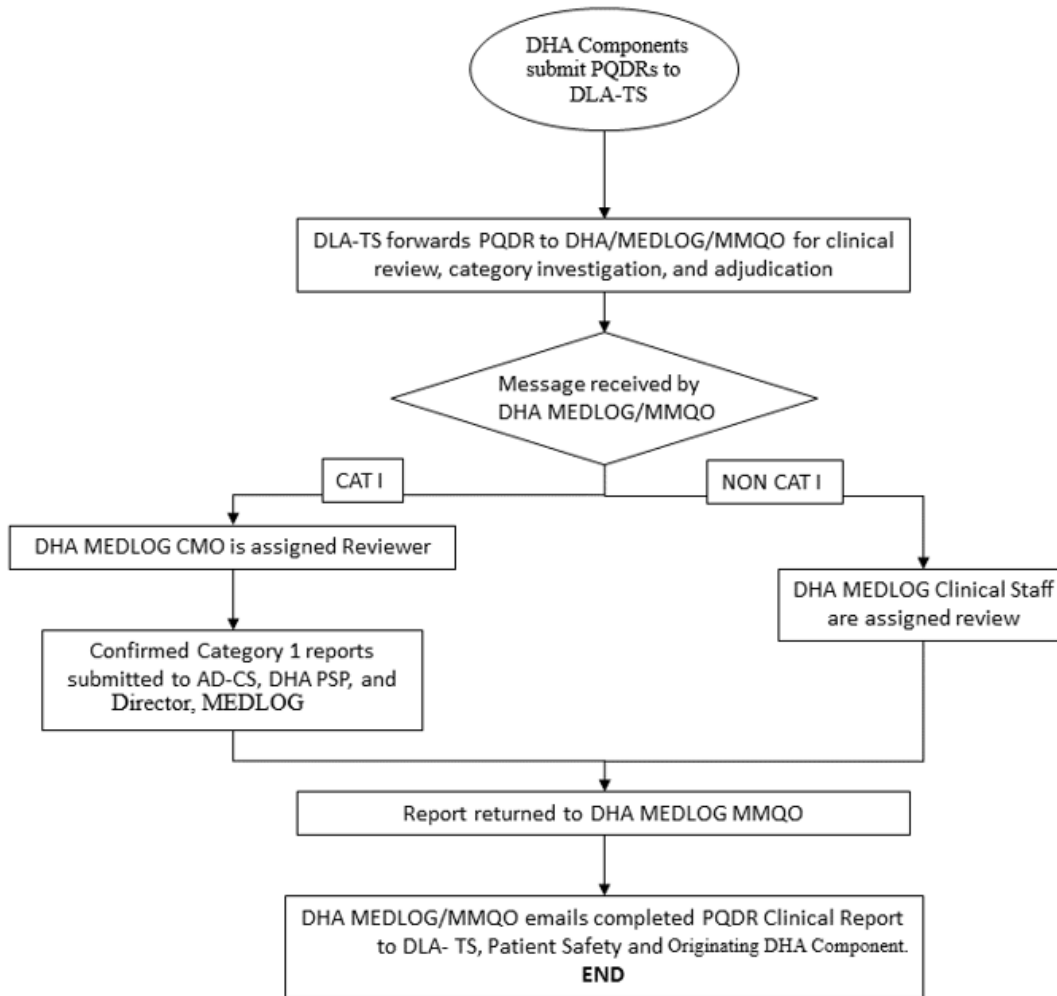 DHA Components
submit PQDRs to
DLA-TS
DLA-TS forwards PQDR to DHA/MEDLOG/MMQO for clinical
review, category investigation, and adjudication
Message received by
DHA MEDLOG/MMQO
CAT I
NON CAT I
DHA MEDLOG CMO is assigned Reviewer
DHA MEDLOG Clinical Staff
are assigned review
Confirmed Category 1 reports
submitted to AD-CS, DHA PSP, and
Director, MEDLOG
Report returned to DHA MEDLOG MMQO
DHA MEDLOG/MMQO emails completed PQDR Clinical Report
to DLA- TS, Patient Safety and Originating DHA Component.
END